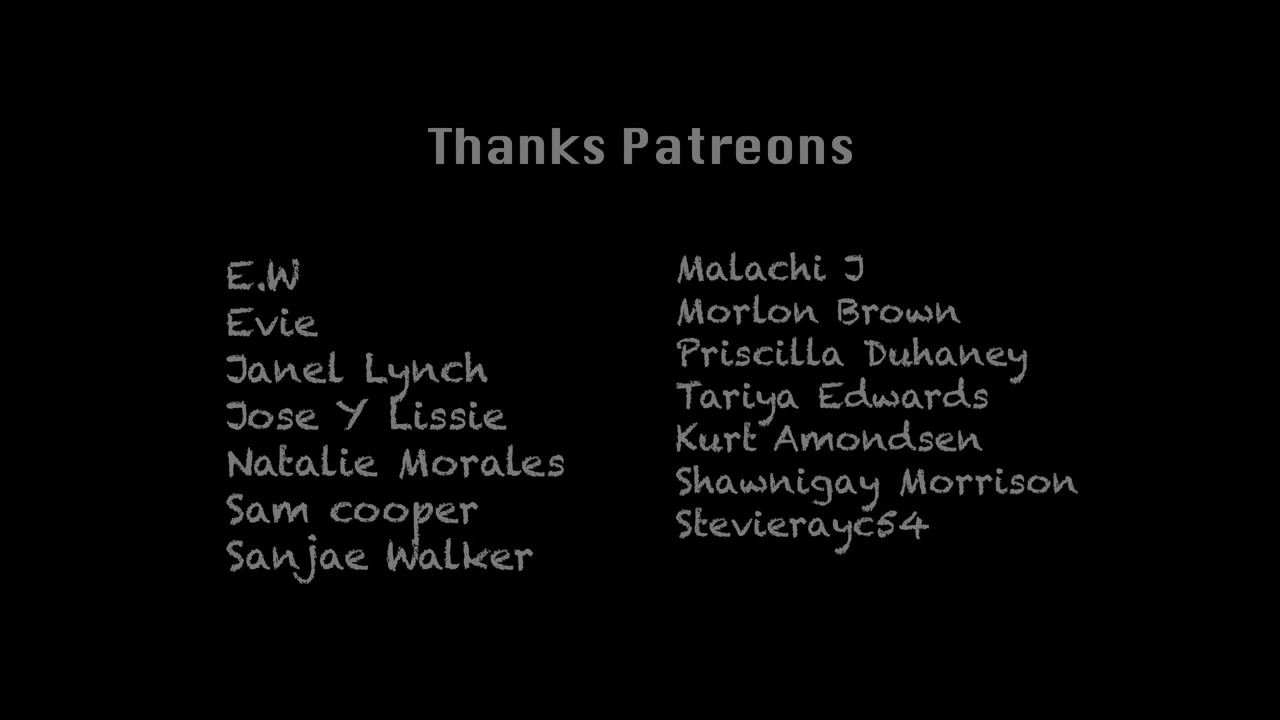 Thanks Patreons
E.W
Evie
Janel Lynch
Jose Y Lissie
Natalie Morales
Sam cooper
Sanjae Walker
Malachi J
Morlon Brown
Priscilla Duhaney
Tariya Edwards
Kurt Amondsen
Shawnigay Morrison
Stevierayc54